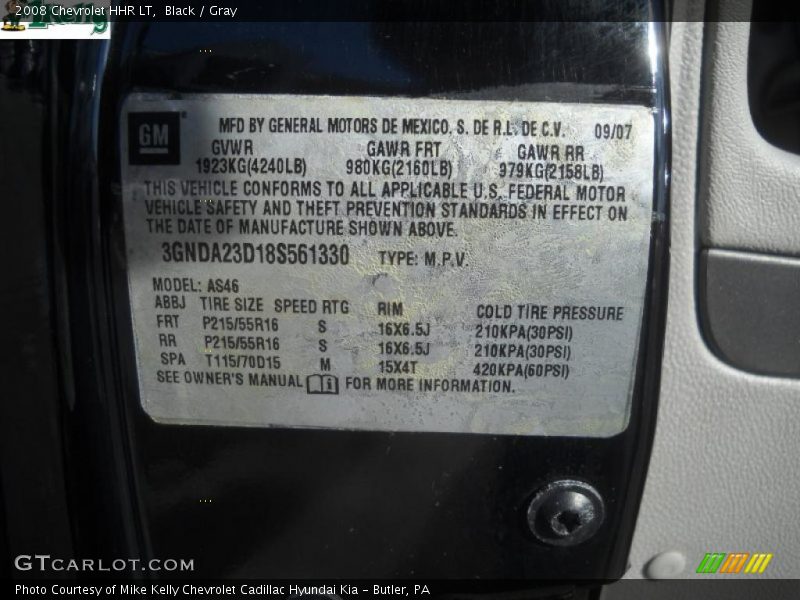 2008 Chevrolet HHR LT, Black / Gray
GM
MFD BY GENERAL MOTORS DE MEXICO, S. DE R.L. DE C.V. 09/07
GVWR GAWR FRT GAWR RR
1923KG(4240LB) 980KG(2160LB) 979KG(2158LB)
THIS VEHICLE CONFORMS TO ALL APPLICABLE U.S. FEDERAL MOTOR
VEHICLE SAFETY AND THEFT PREVENTION STANDARDS IN EFFECT ON
THE DATE OF MANUFACTURE SHOWN ABOVE.
3GNDA23D18S561330 TYPE: M.P.V.
MODEL: AS46
ABBJ TIRE SIZE SPEED RTG RIM COLD TIRE PRESSURE
FRT P215/55R16 S 16X6.5J 210KPA(30PSI)
RR P215/55R16 S 16X6.5J 210KPA(30PSI)
SPA T115/70D15 M 15X4T 420KPA(60PSI)
SEE OWNER'S MANUAL FOR MORE INFORMATION.
GTcarlot.com
Photo Courtesy of Mike Kelly Chevrolet Cadillac Hyundai Kia – Butler, PA